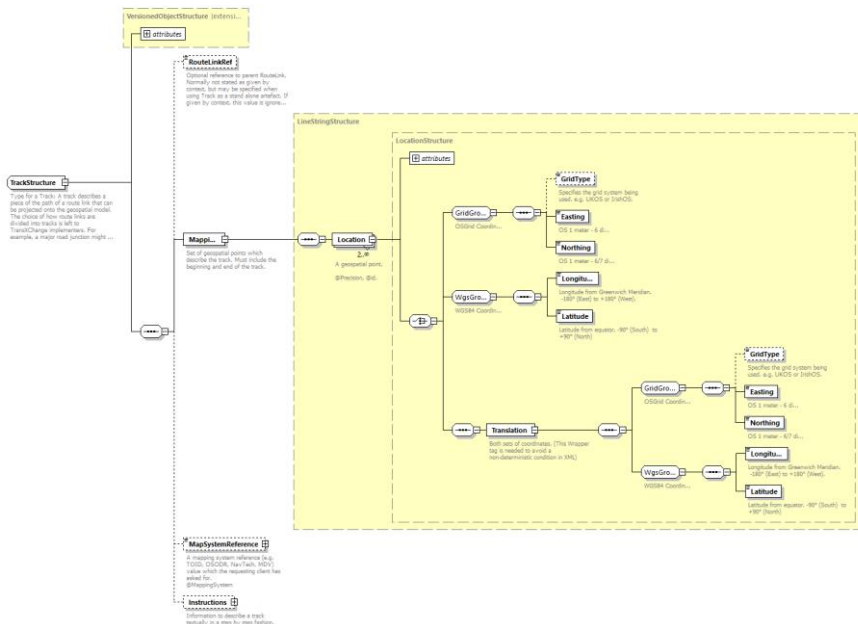 VersionedObjectStructure (extensi...
attributes
RouteLinkRef
Optional reference to parent RouteLink.
Normally not stated as given by
context, but may be specified when
using Track as a stand alone artefact. If
given by context, this value is ignore...
LineStringStructure
LocationStructure
attributes
GridType
Specifies the grid system being
used. e.g. UKOS or IrishOS.
GridGro...
OSGrid Coordin...
Easting
OS 1 meter - 6 di...
Northing
OS 1 meter - 6/7 di...
TrackStructure
Type for a Track: A track describes a
piece of the path of a route link that can
be projected onto the geospatial model.
The choice of how route links are
divided into tracks is left to
TransXChange implementers. For
example, a major road junction might ...
Mappi...
Set of geospatial points which
describe the track. Must include the
beginning and end of the track.
Location
2..∞
A geospatial point.
@Precision, @id.
WgsGro...
WGS84 Coordin...
Longitu...
Longitude from Greenwich Meridian.
-180° (East) to +180° (West).
Latitude
Latitude from equator. -90° (South) to
+90° (North)
GridType
Specifies the grid system being
used. e.g. UKOS or IrishOS.
GridGro...
OSGrid Coordin...
Easting
OS 1 meter - 6 di...
Northing
OS 1 meter - 6/7 di...
Translation
Both sets of coordinates. (This Wrapper
tag is needed to avoid a
non-deterministic condition in XML)
WgsGro...
WGS84 Coordin...
Longitu...
Longitude from Greenwich Meridian.
-180° (East) to +180° (West).
Latitude
Latitude from equator. -90° (South) to
+90° (North)
MapSystemReference
A mapping system reference (e.g.
TOID, OSODR, NavTech, MDV)
value which the requesting client has
asked for.
@MappingSystem
Instructions
Information to describe a track
textually in a step by step fashion.